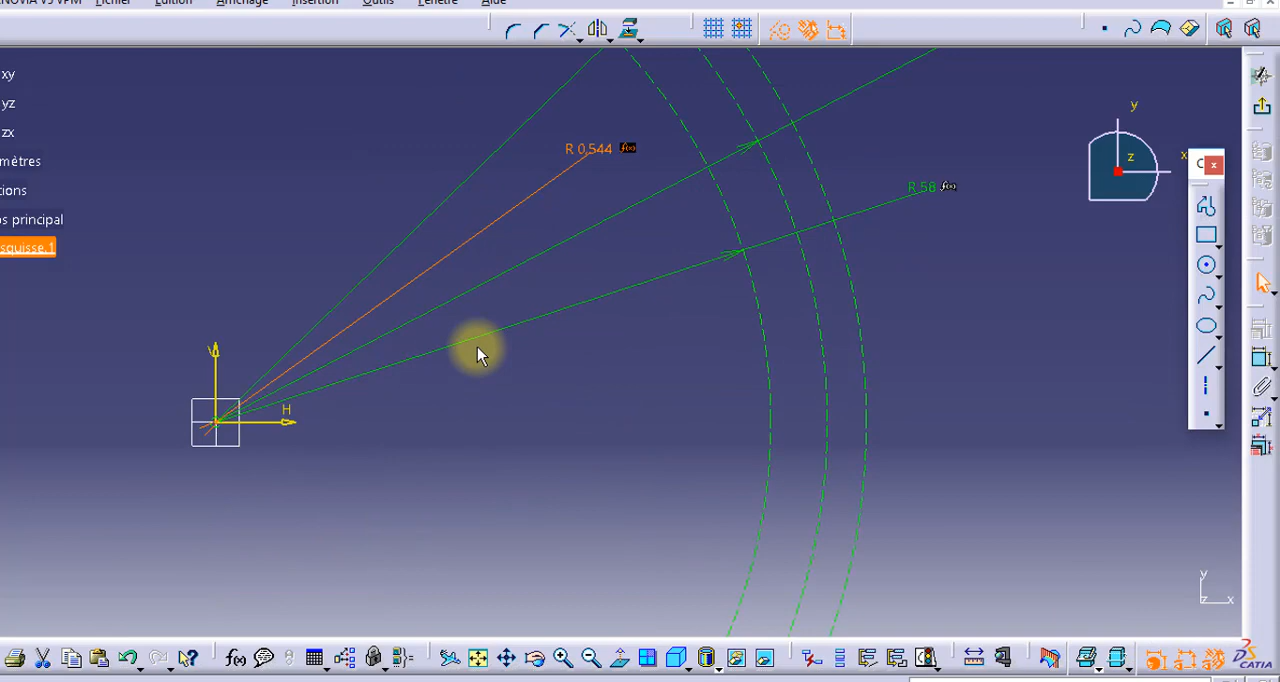 NOVIA V5 VPM Fichier Edition Affichage Insertion Outils Fenêtre Aide
xy
yz
zx
mètres
ions
os principal
squisse.1
R 0,544 f(x)
R 58 f(x)
V
H
y
z
x
C
y
z x
f(x)
CATIA